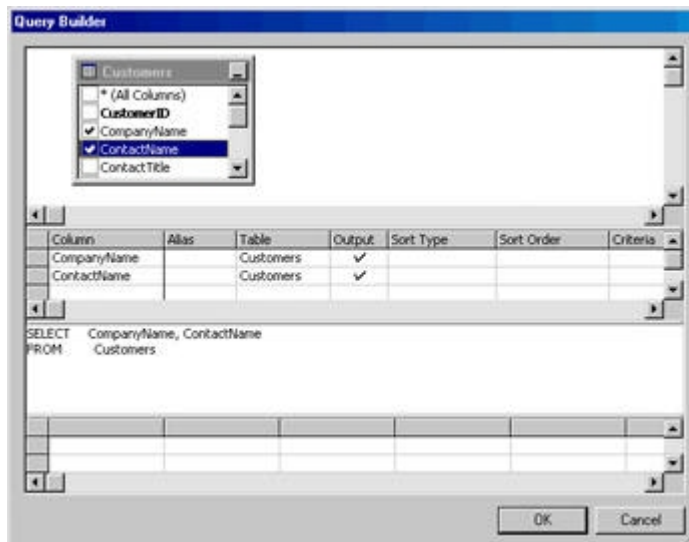 Query Builder
Customers
* (All Columns)
CustomerID
CompanyName
ContactName
ContactTitle
Column Alias Table Output Sort Type Sort Order Criteria
CompanyName Customers
ContactName Customers
SELECT CompanyName, ContactName
FROM Customers
OK Cancel